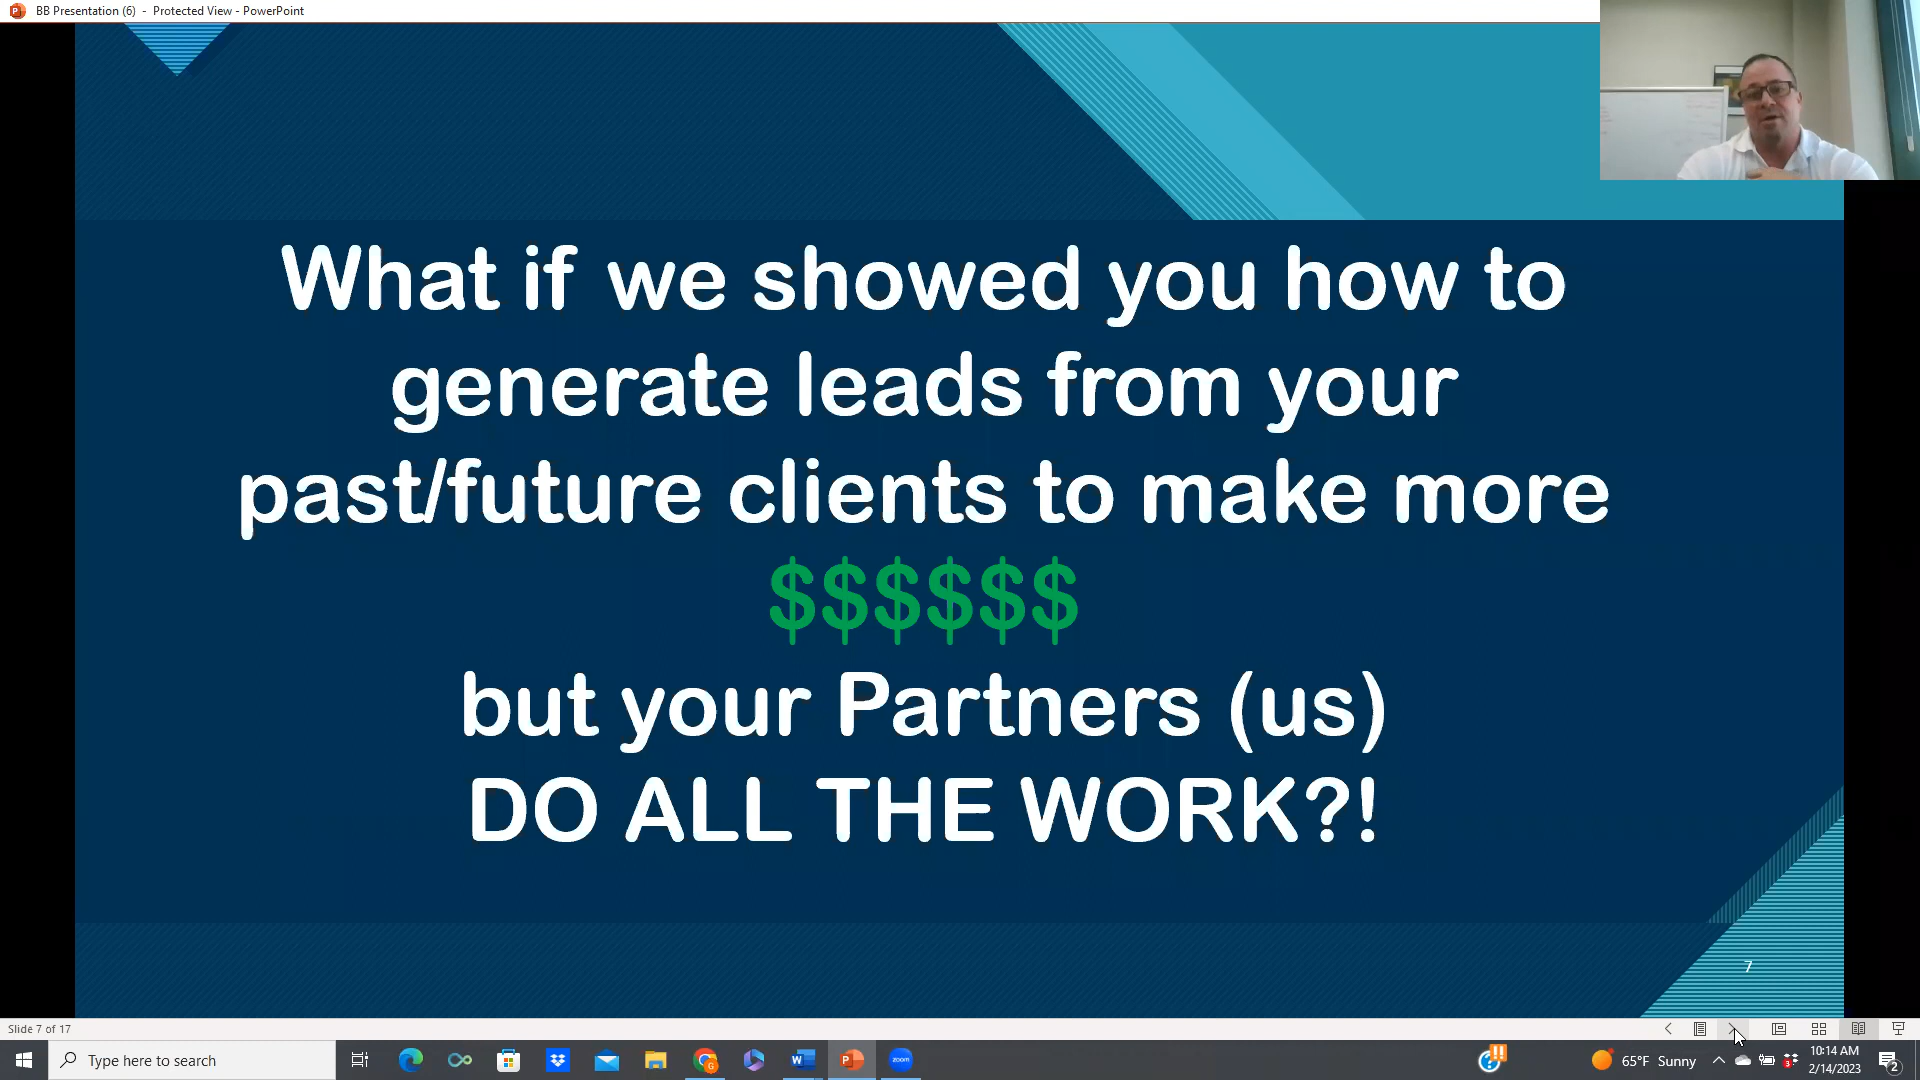 BB Presentation (6) - Protected View - PowerPoint
What if we showed you how to
generate leads from your
past/future clients to make more
$$$$$$
but your Partners (us)
DO ALL THE WORK?!
7
Slide 7 of 17
Type here to search
zoom
65°F Sunny
10:14 AM
2/14/2023